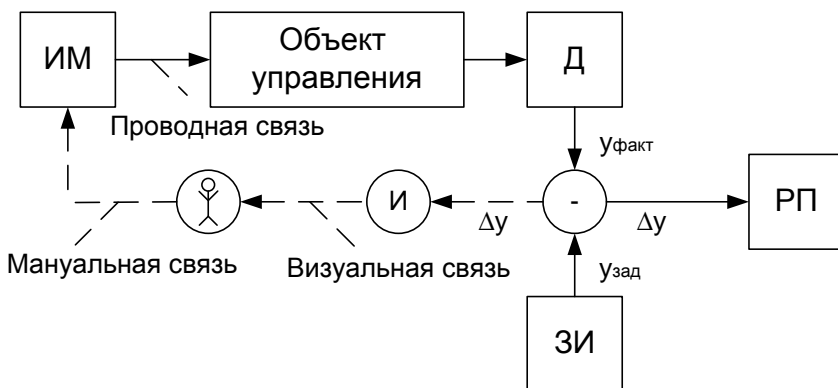 ИМ
Объект
управления
Д
Проводная связь
yфакт
РП
И
-
Δy
Δy
Мануальная связь
Визуальная связь
yзад
ЗИ